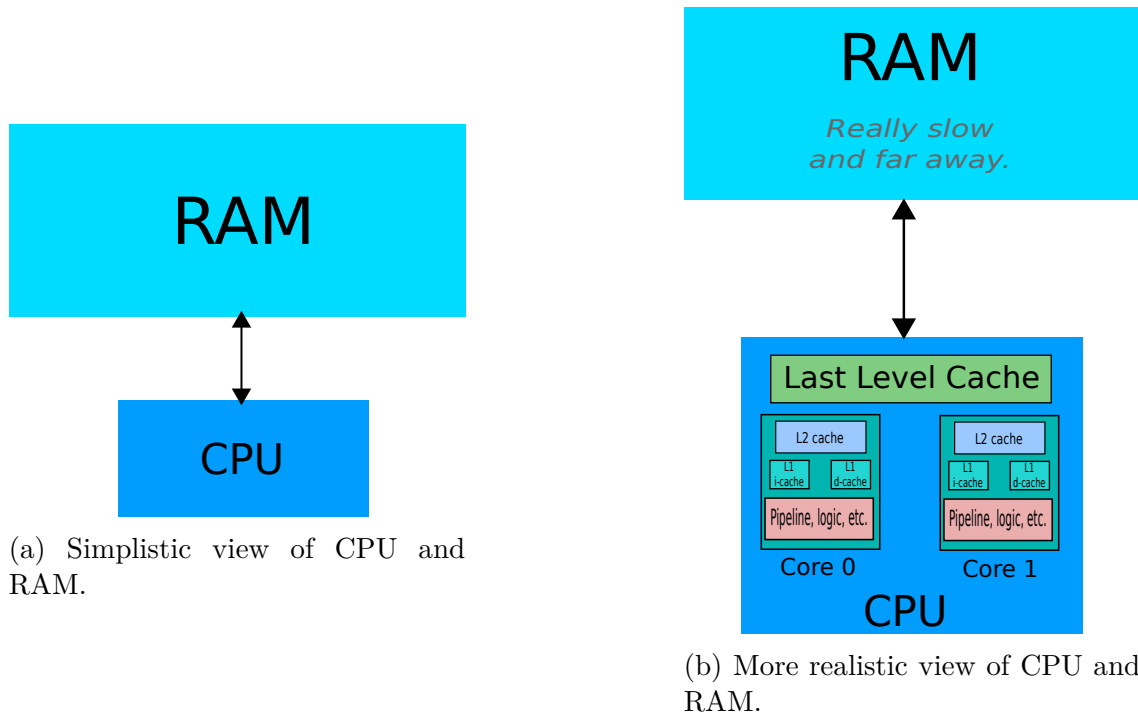 RAM
CPU
(a) Simplistic view of CPU and
RAM.
RAM
Really slow
and far away.
Last Level Cache
L2 cache
L1
i-cache
L1
d-cache
Pipeline, logic, etc.
Core 0
L2 cache
L1
i-cache
L1
d-cache
Pipeline, logic, etc.
Core 1
CPU
(b) More realistic view of CPU and
RAM.